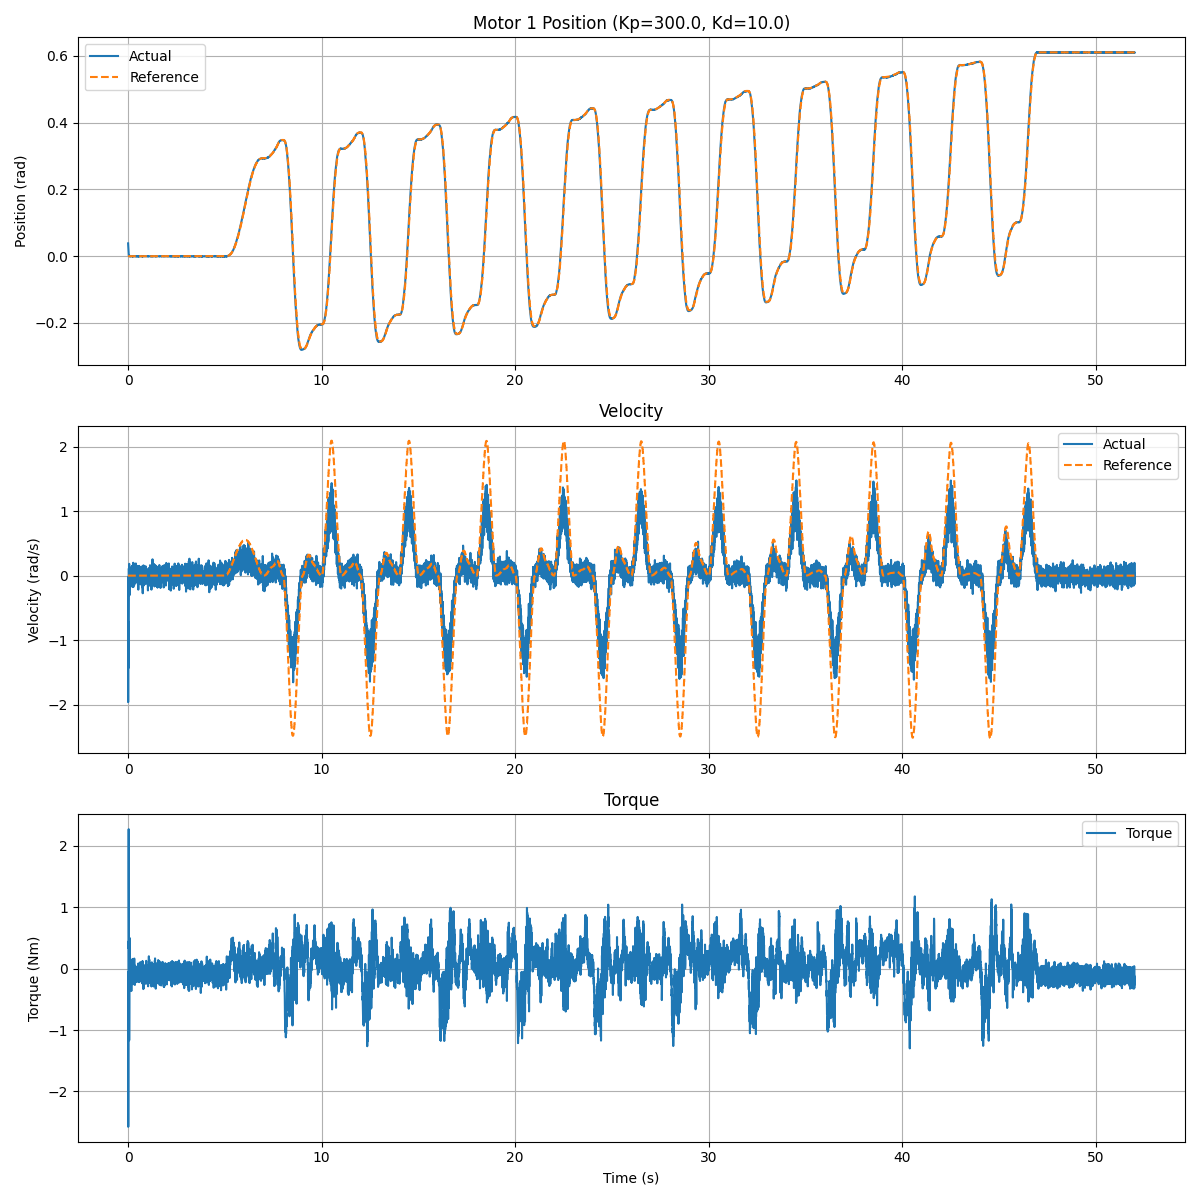 Motor 1 Position (Kp=300.0, Kd=10.0)
Actual
Reference
Position (rad)
0.6
0.4
0.2
0.0
−0.2
0 10 20 30 40 50
Velocity
Actual
Reference
Velocity (rad/s)
2
1
0
−1
−2
0 10 20 30 40 50
Torque
Torque
Torque (Nm)
2
1
0
−1
−2
0 10 20 30 40 50
Time (s)